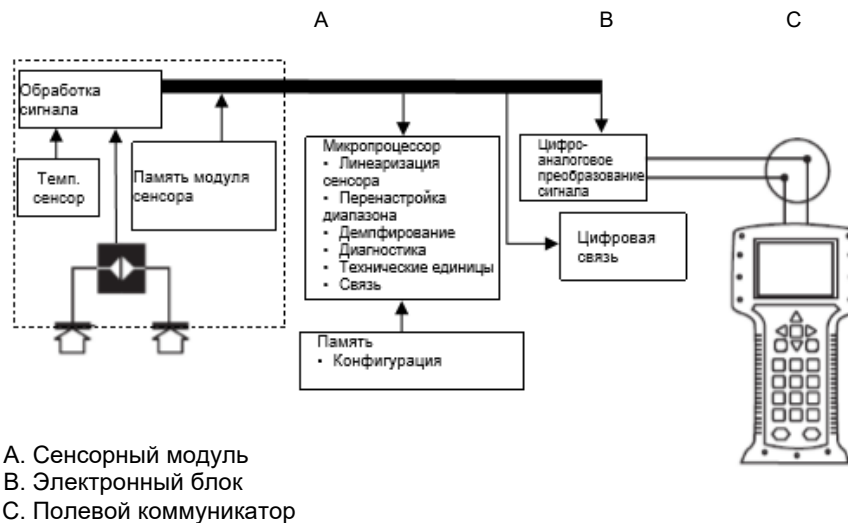 A B C
Обработка
сигнала
Темп.
сенсор
Память модуля
сенсора
Микропроцессор
• Линеаризация
сенсора
• Перенастройка
диапазона
• Демпфирование
• Диагностика
• Технические единицы
• Связь
Цифро-
аналоговое
преобразование
сигнала
Цифровая
связь
Память
• Конфигурация
A. Сенсорный модуль
B. Электронный блок
C. Полевой коммуникатор